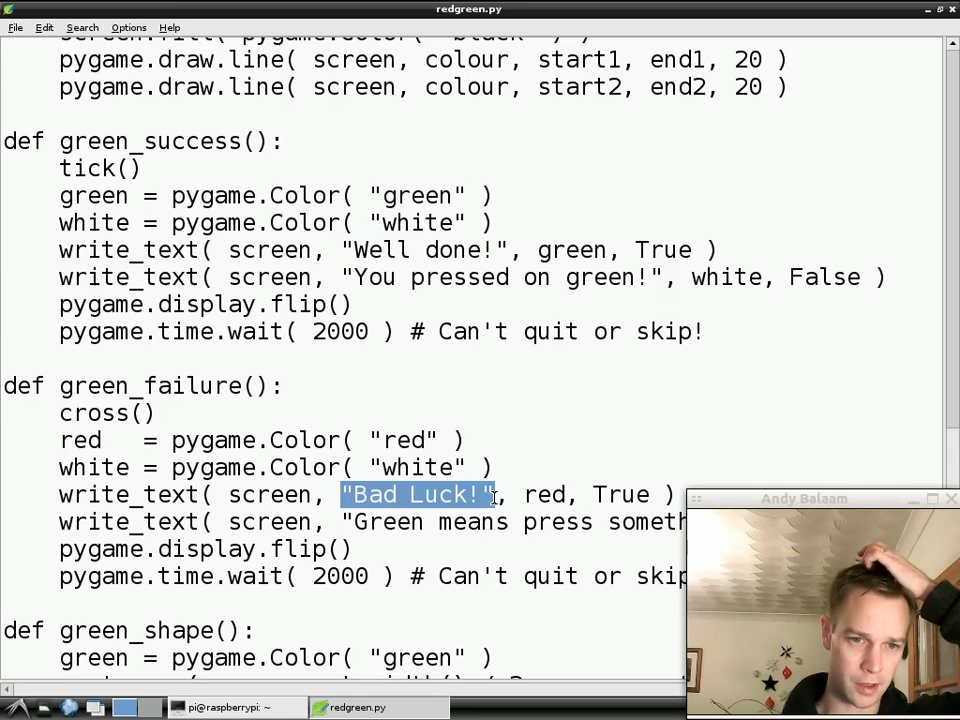 redgreen.py
File Edit Search Options Help
pygame.draw.line( screen, colour, start1, end1, 20 )
pygame.draw.line( screen, colour, start2, end2, 20 )
def green_success():
tick()
green = pygame.Color( "green" )
white = pygame.Color( "white" )
write_text( screen, "Well done!", green, True )
write_text( screen, "You pressed on green!", white, False )
pygame.display.flip()
pygame.time.wait( 2000 ) # Can't quit or skip!
def green_failure():
cross()
red = pygame.Color( "red" )
white = pygame.Color( "white" )
write_text( screen, "Bad Luck!", red, True )
write_text( screen, "Green means press someth
pygame.display.flip()
pygame.time.wait( 2000 ) # Can't quit or skip
def green_shape():
green = pygame.Color( "green" )
Andy Balaam
pi@raspberrypi: ~
redgreen.py